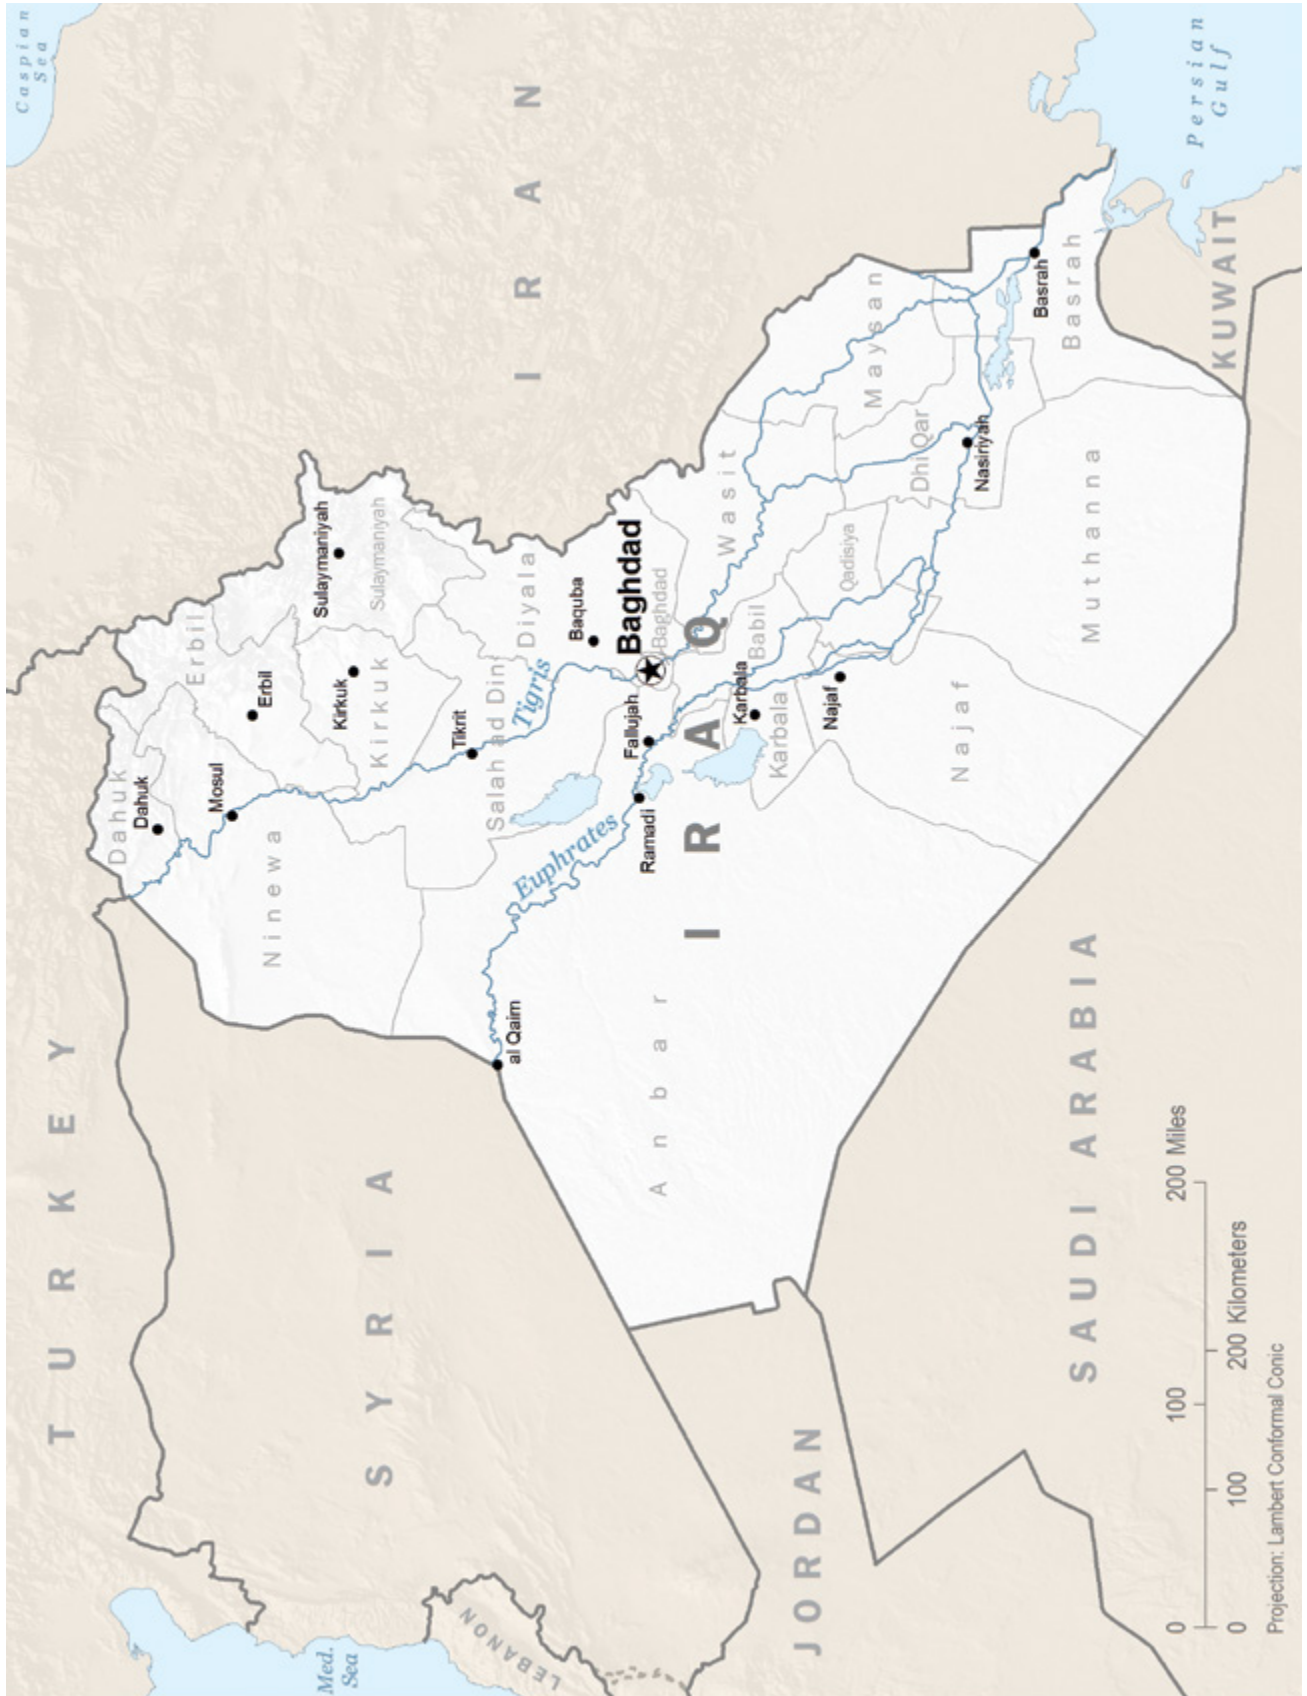 Caspian
Sea
TURKEY
Dahuk
Dahuk
Mosul
Erbil
Erbil
Ninewa
Kirkuk
Kirkuk
Sulaymaniyah
Sulaymaniyah
SYRIA
Tikrit
Salah ad Din
Tigris
Diyala
IRAN
al Qaim
Euphrates
Baquba
Med.
Sea
LEBANON
Ramadi
Fallujah
Baghdad
Baghdad
Anbar
IRAQ
Wasit
Karbala
Karbala
Babil
JORDAN
Najaf
Qadisiya
Maysan
Najaf
Dhi Qar
Nasiriyah
Basrah
Basrah
Muthanna
SAUDI ARABIA
Persian
Gulf
KUWAIT
0 100 200 Miles
0 100 200 Kilometers
Projection: Lambert Conformal Conic